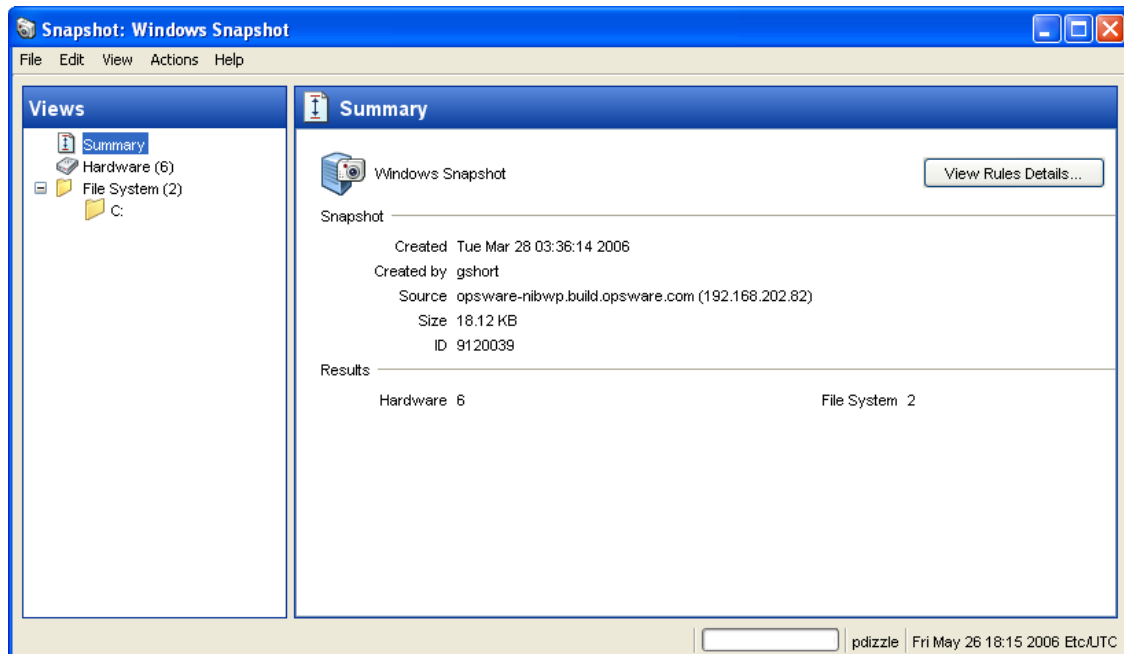 Snapshot: Windows Snapshot
File Edit View Actions Help
Views
Summary
Hardware (6)
File System (2)
C:
Summary
Windows Snapshot
View Rules Details...
Snapshot
Created Tue Mar 28 03:36:14 2006
Created by gshort
Source opsware-nibwp.build.opsware.com (192.168.202.82)
Size 18.12 KB
ID 9120039
Results
Hardware 6 File System 2
pdizzle Fri May 26 18:15 2006 Etc/UTC